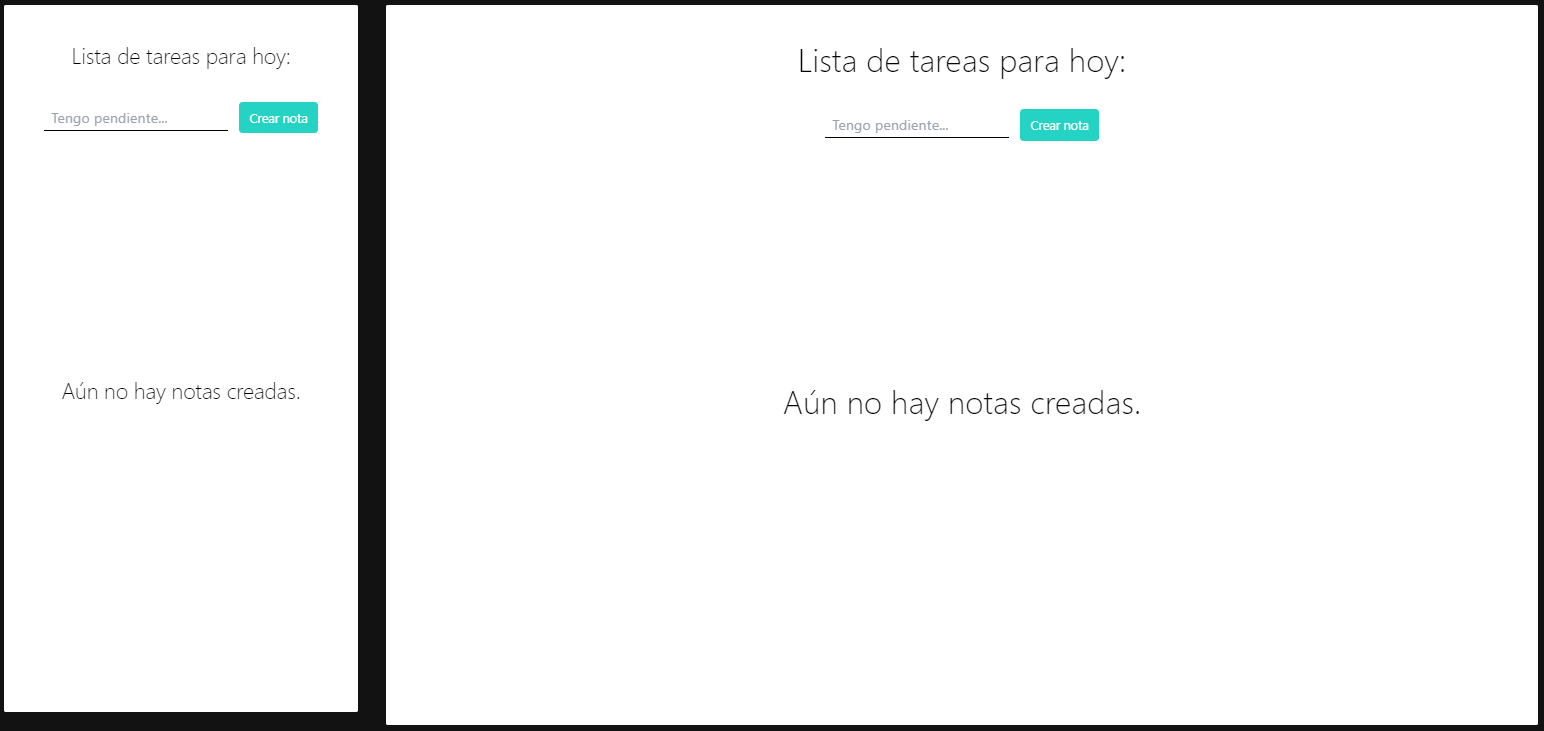 Lista de tareas para hoy:
Tengo pendiente...
Crear nota
Aún no hay notas creadas.
Lista de tareas para hoy:
Tengo pendiente...
Crear nota
Aún no hay notas creadas.